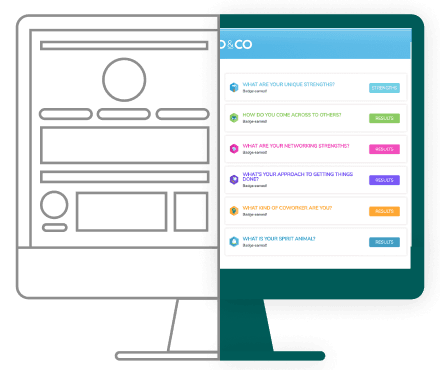 O&CO
WHAT ARE YOUR UNIQUE STRENGTHS?
Badge earned!
STRENGTHS
HOW DO YOU COME ACROSS TO OTHERS?
Badge earned!
RESULTS
WHAT ARE YOUR NETWORKING STRENGTHS?
Badge earned!
RESULTS
WHAT'S YOUR APPROACH TO GETTING THINGS
DONE?
Badge earned!
RESULTS
WHAT KIND OF COWORKER ARE YOU?
Badge earned!
RESULTS
WHAT IS YOUR SPIRIT ANIMAL?
Badge earned!
RESULTS